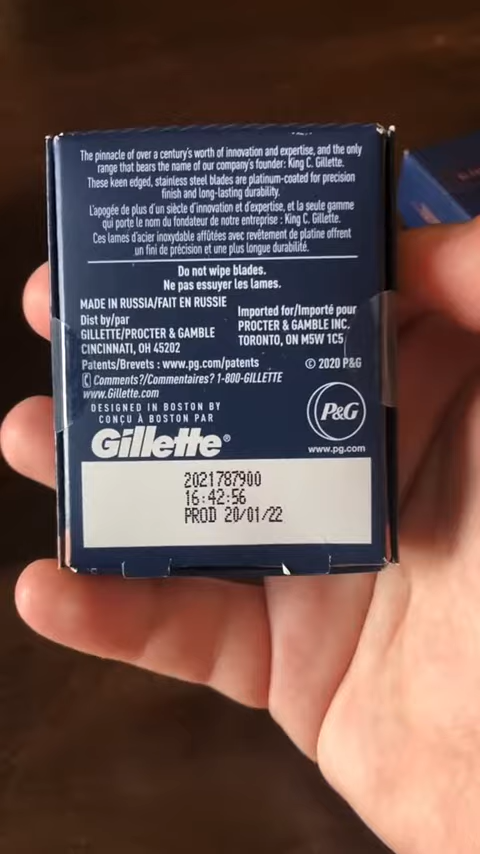 The pinnacle of over a century's worth of innovation and expertise, and the only
range that bears the name of our company's founder: King C. Gillette.
These keen edged, stainless steel blades are platinum-coated for precision
finish and long-lasting durability.
L'apogée de plus d'un siècle d'innovation et d'expertise, et la seule gamme
qui porte le nom du fondateur de notre entreprise : King C. Gillette.
Ces lames d'acier inoxydable affûtées avec revêtement de platine offrent
un fini de précision et une plus longue durabilité.
Do not wipe blades.
Ne pas essuyer les lames.
MADE IN RUSSIA/FAIT EN RUSSIE
Dist by/par
GILLETTE/PROCTER & GAMBLE
CINCINNATI, OH 45202
Imported for/Importé pour
PROCTER & GAMBLE INC.
TORONTO, ON M5W 1C5
Patents/Brevets : www.pg.com/patents
© 2020 P&G
Comments?/Commentaires? 1-800-GILLETTE
www.Gillette.com
DESIGNED IN BOSTON BY
CONÇU À BOSTON PAR
Gillette®
P&G
www.pg.com
2021787900
16:42:56
PROD 20/01/22